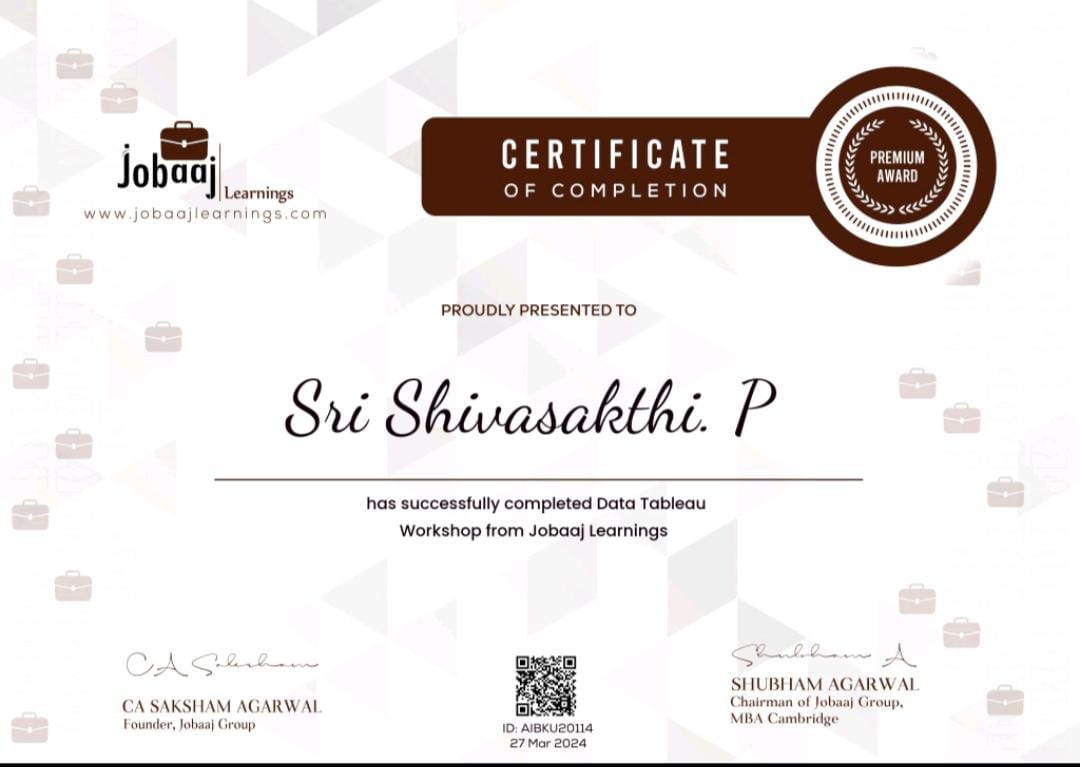 jobaaj
Learnings
www.jobaajlearnings.com
CERTIFICATE
OF COMPLETION
PREMIUM
AWARD
PROUDLY PRESENTED TO
Sri Shivasakthi. P
has successfully completed Data Tableau
Workshop from Jobaaj Learnings
CA Saksham
CA SAKSHAM AGARWAL
Founder, Jobaaj Group
ID: AIBKU20114
27 Mar 2024
Shubham A
SHUBHAM AGARWAL
Chairman of Jobaaj Group,
MBA Cambridge